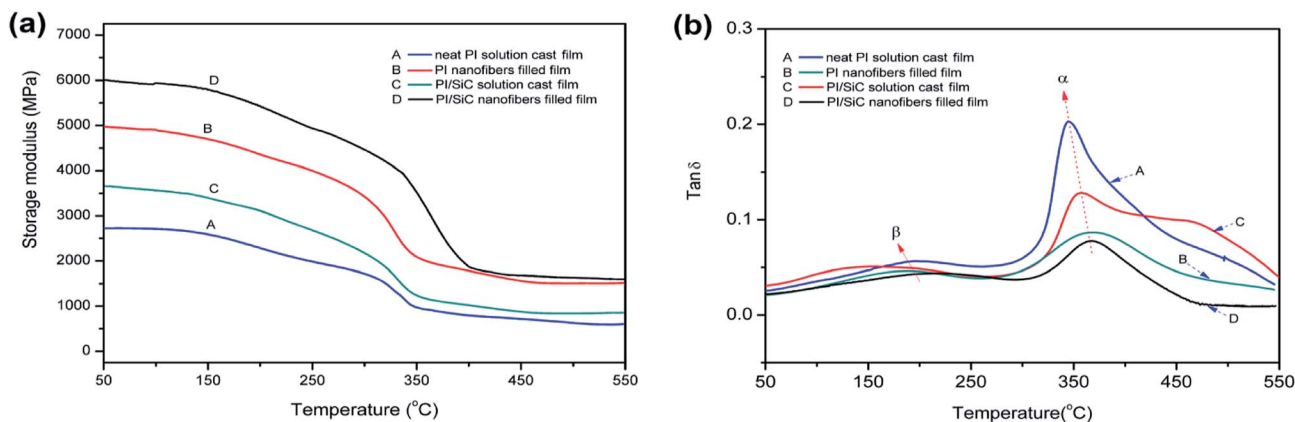 (a)
7000
6000
5000
4000
3000
2000
1000
0
Storage modulus (MPa)
A neat PI solution cast film
B PI nanofibers filled film
C PI/SiC solution cast film
D PI/SiC nanofibers filled film
D
B
C
A
50 150 250 350 450 550
Temperature (°C)
(b)
0.3
0.2
0.1
0.0
Tan δ
A neat PI solution cast film
B PI nanofibers filled film
C PI/SiC solution cast film
D PI/SiC nanofibers filled film
α
A
β
C
B
D
50 150 250 350 450 550
Temperature(°C)